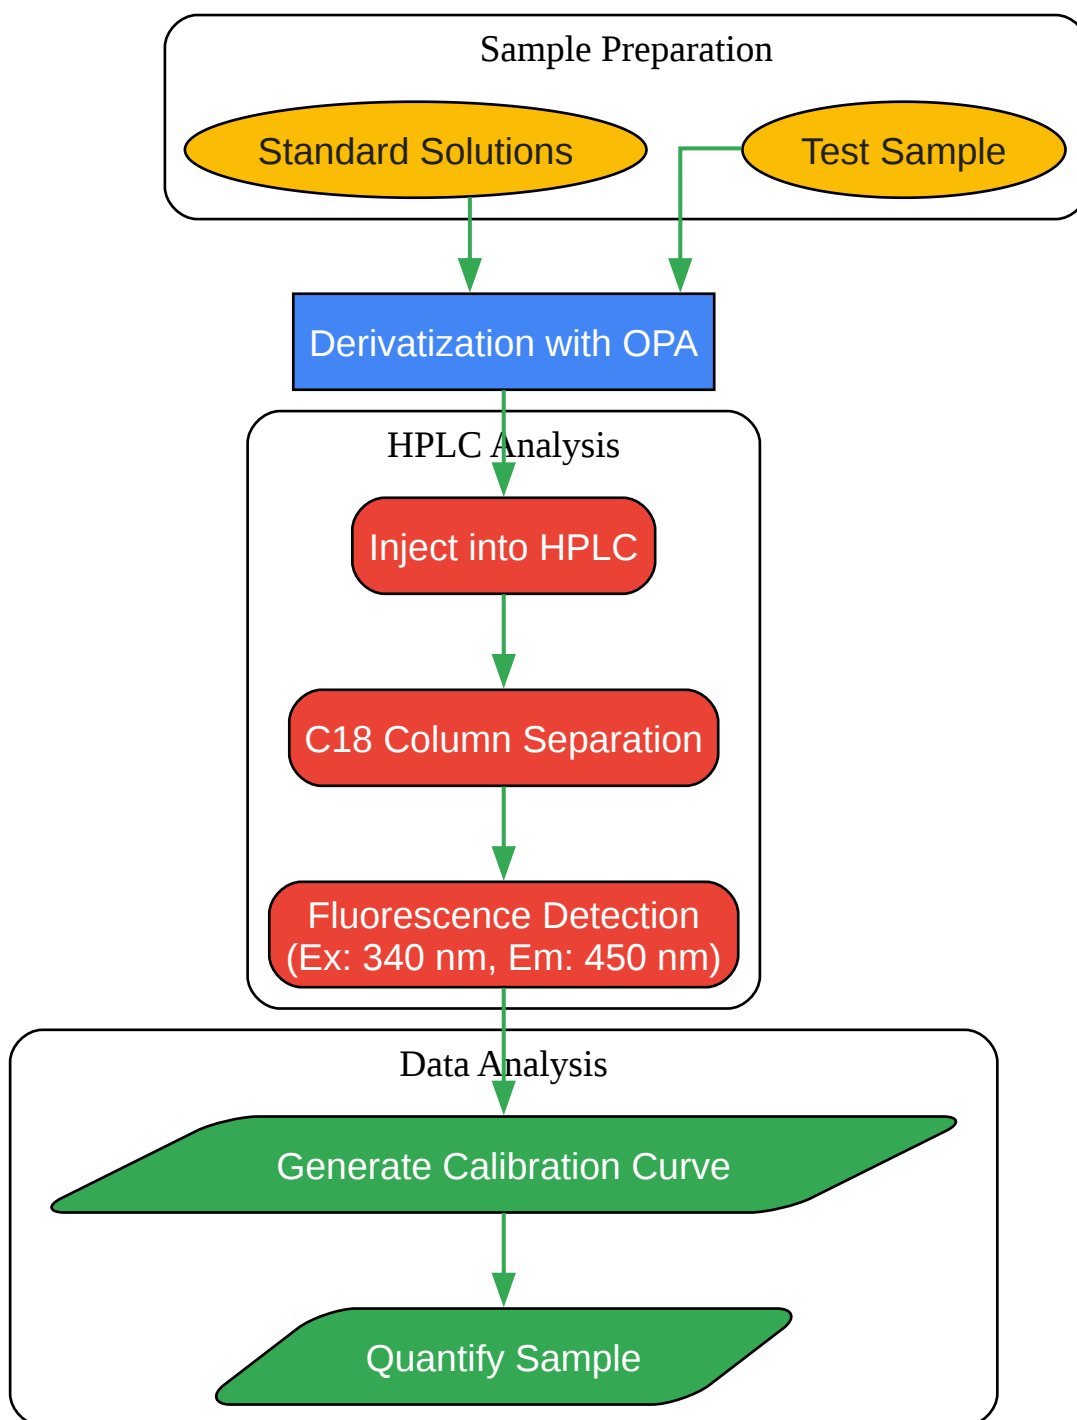 Sample Preparation
Standard Solutions
Test Sample
Derivatization with OPA
HPLC Analysis
Inject into HPLC
C18 Column Separation
Fluorescence Detection
(Ex: 340 nm, Em: 450 nm)
Data Analysis
Generate Calibration Curve
Quantify Sample